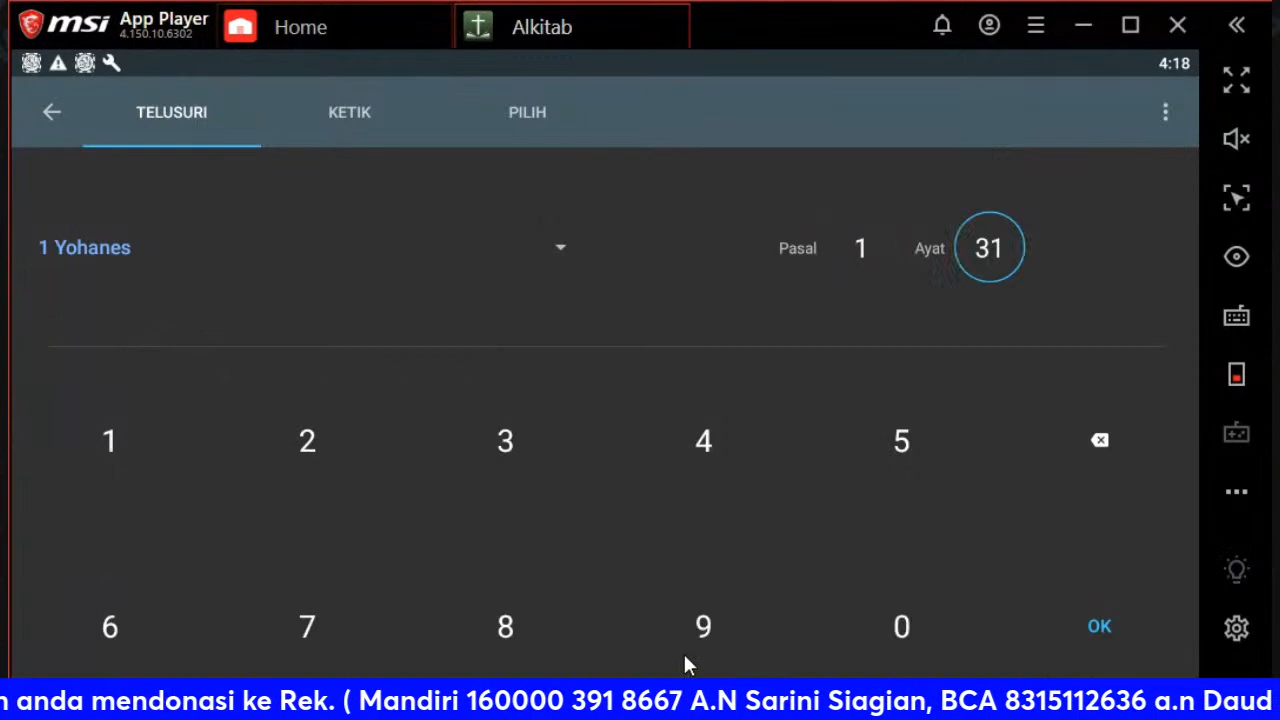 msi App Player
4.150.10.6302
Home
Alkitab
4:18
TELUSURI
KETIK
PILIH
1 Yohanes
Pasal 1 Ayat 31
1 2 3 4 5
6 7 8 9 0 OK
anda mendonasi ke Rek. ( Mandiri 160000 391 8667 A.N Sarini Siagian, BCA 8315112636 a.n Daud